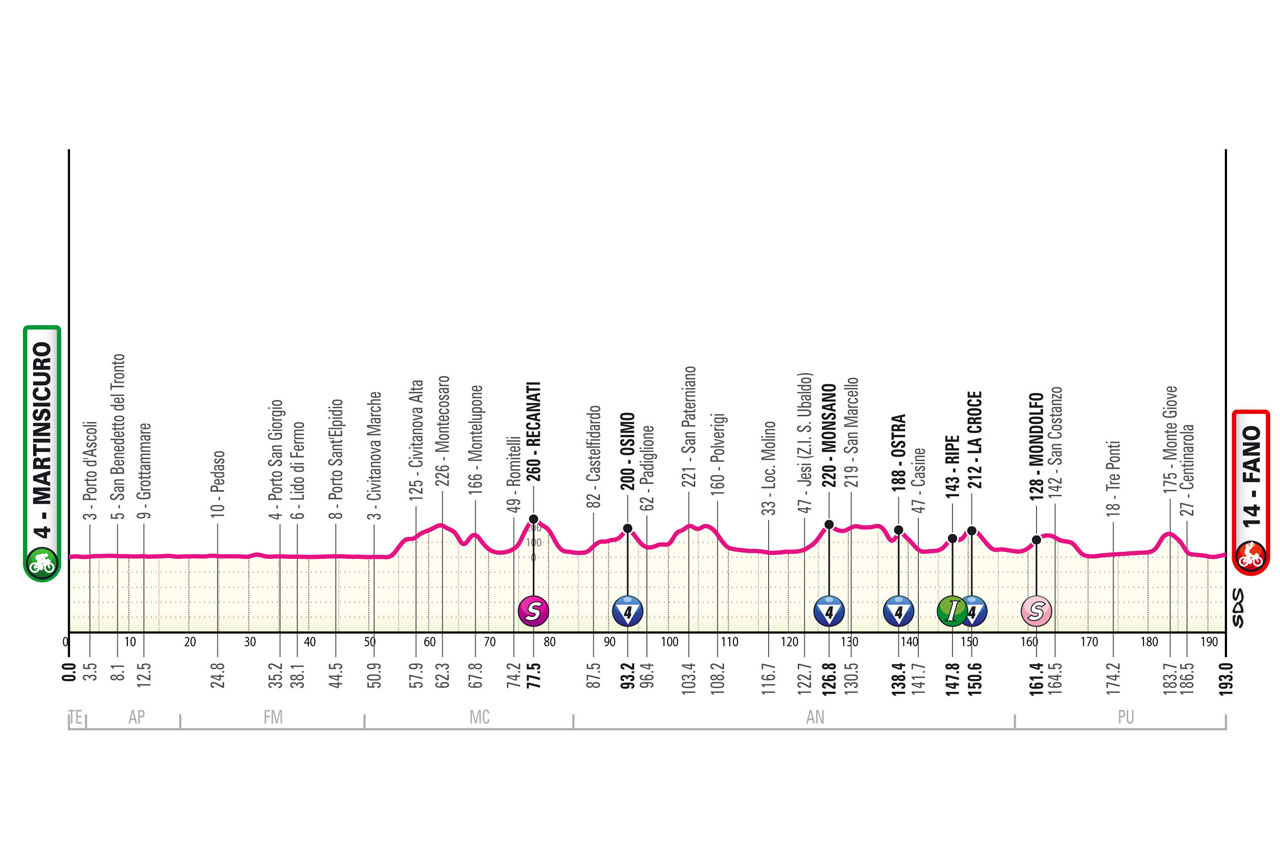 4 - MARTINSICURO
3 - Porto d'Ascoli
5 - San Benedetto del Tronto
9 - Grottammare
10 - Pedaso
4 - Porto San Giorgio
6 - Lido di Fermo
8 - Porto Sant'Elpidio
3 - Civitanova Marche
125 - Civitanova Alta
226 - Montecosaro
166 - Montelupone
49 - Romitelli
260 - RECANATI
82 - Castelfidardo
200 - OSIMO
62 - Padiglione
221 - San Paterniano
160 - Polverigi
33 - Loc. Molino
47 - Jesi (Z.I. S. Ubaldo)
220 - MONSANO
219 - San Marcello
188 - OSTRA
47 - Casine
143 - RIPE
212 - LA CROCE
128 - MONDOLFO
142 - San Costanzo
18 - Tre Ponti
175 - Monte Giove
27 - Centinarola
14 - FANO
200
100
0
S 4 4 4 I 4 S
SDS
0 10 20 30 40 50 60 70 80 90 100 110 120 130 140 150 160 170 180 190
0.0 3.5 8.1 12.5 24.8 35.2 38.1 44.5 50.9 57.9 62.3 67.8 74.2 77.5 87.5 93.2 96.4 103.4 108.2 116.7 122.7 126.8 130.5 138.4 141.7 147.8 150.6 161.4 164.5 174.2 183.7 186.5 193.0
TE AP FM MC AN PU